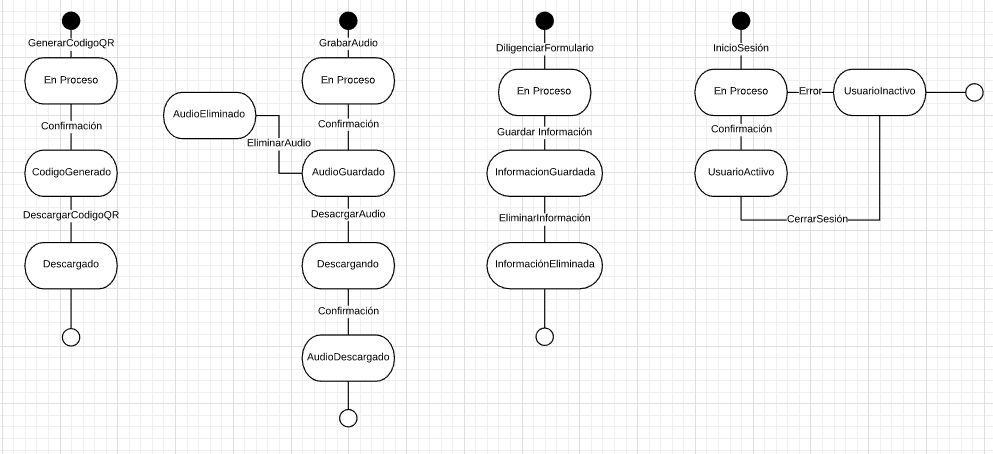 GenerarCodigoQR
En Proceso
Confirmación
CodigoGenerado
DescargarCodigoQR
Descargado
GrabarAudio
En Proceso
Confirmación
AudioEliminado
EliminarAudio
AudioGuardado
DesacrgarAudio
Descargando
Confirmación
AudioDescargado
DiligenciarFormulario
En Proceso
Guardar Información
InformacionGuardada
EliminarInformación
InformaciónEliminada
InicioSesión
En Proceso
Error
UsuarioInactivo
Confirmación
UsuarioActiivo
CerrarSesión